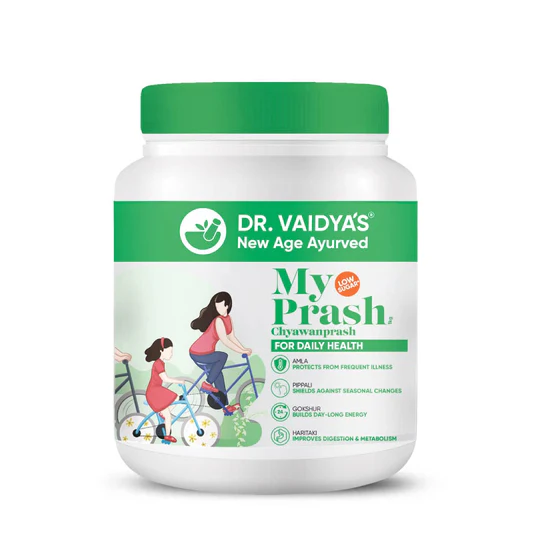 DR. VAIDYA'S®
New Age Ayurved
My
LOW
SUGAR*
Prash
Chyawanprash
FOR DAILY HEALTH
AMLA
PROTECTS FROM FREQUENT ILLNESS
PIPPALI
SHIELDS AGAINST SEASONAL CHANGES
GOKSHUR
BUILDS DAY-LONG ENERGY
HARITAKI
IMPROVES DIGESTION & METABOLISM